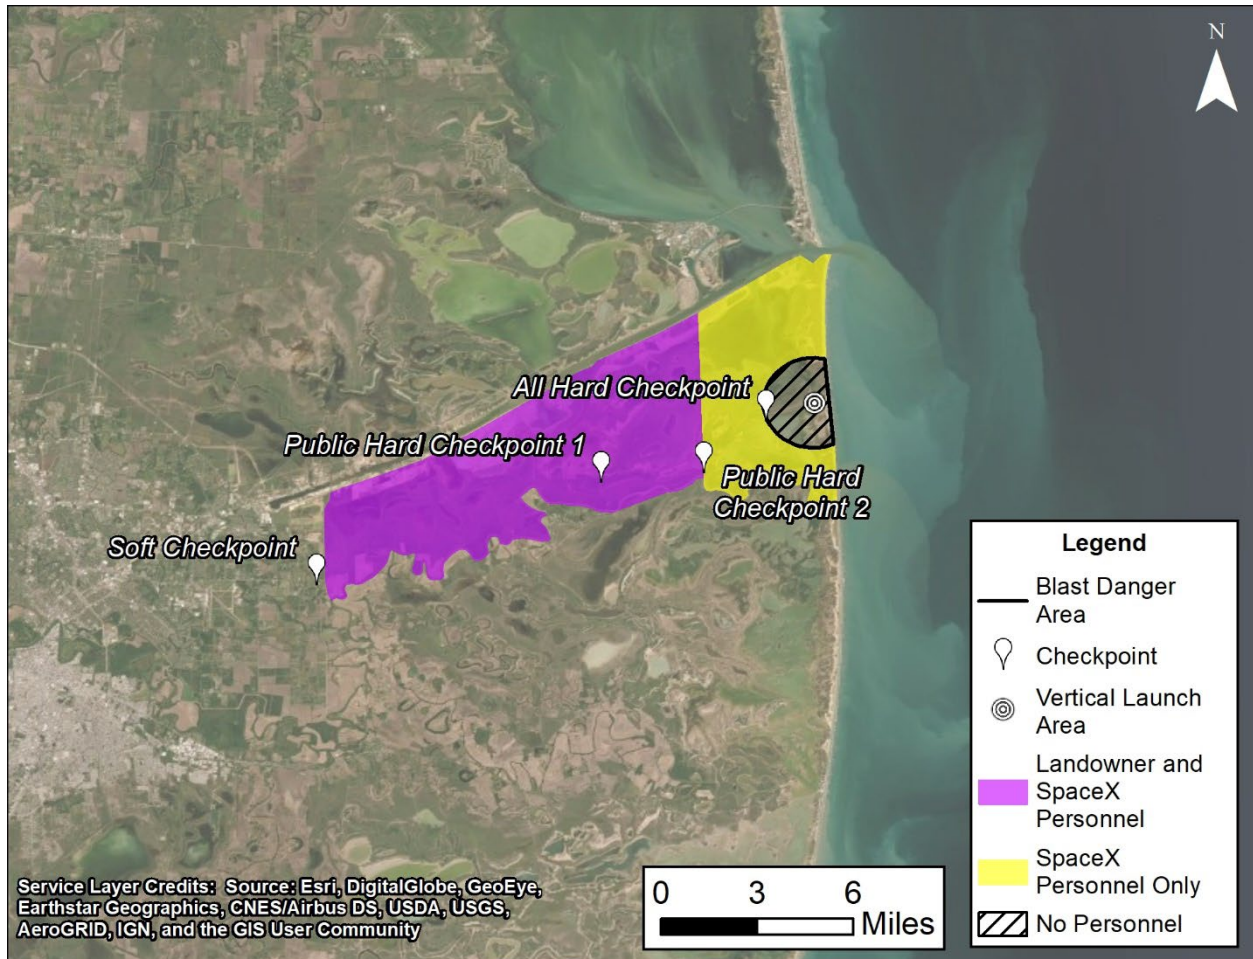 N
All Hard Checkpoint
Public Hard Checkpoint 1
Public Hard
Checkpoint 2
Soft Checkpoint
Legend
Blast Danger
Area
Checkpoint
Vertical Launch
Area
Landowner and
SpaceX
Personnel
SpaceX
Personnel Only
No Personnel
Service Layer Credits: Source: Esri, DigitalGlobe, GeoEye,
Earthstar Geographics, CNES/Airbus DS, USDA, USGS,
AeroGRID, IGN, and the GIS User Community
0 3 6
Miles